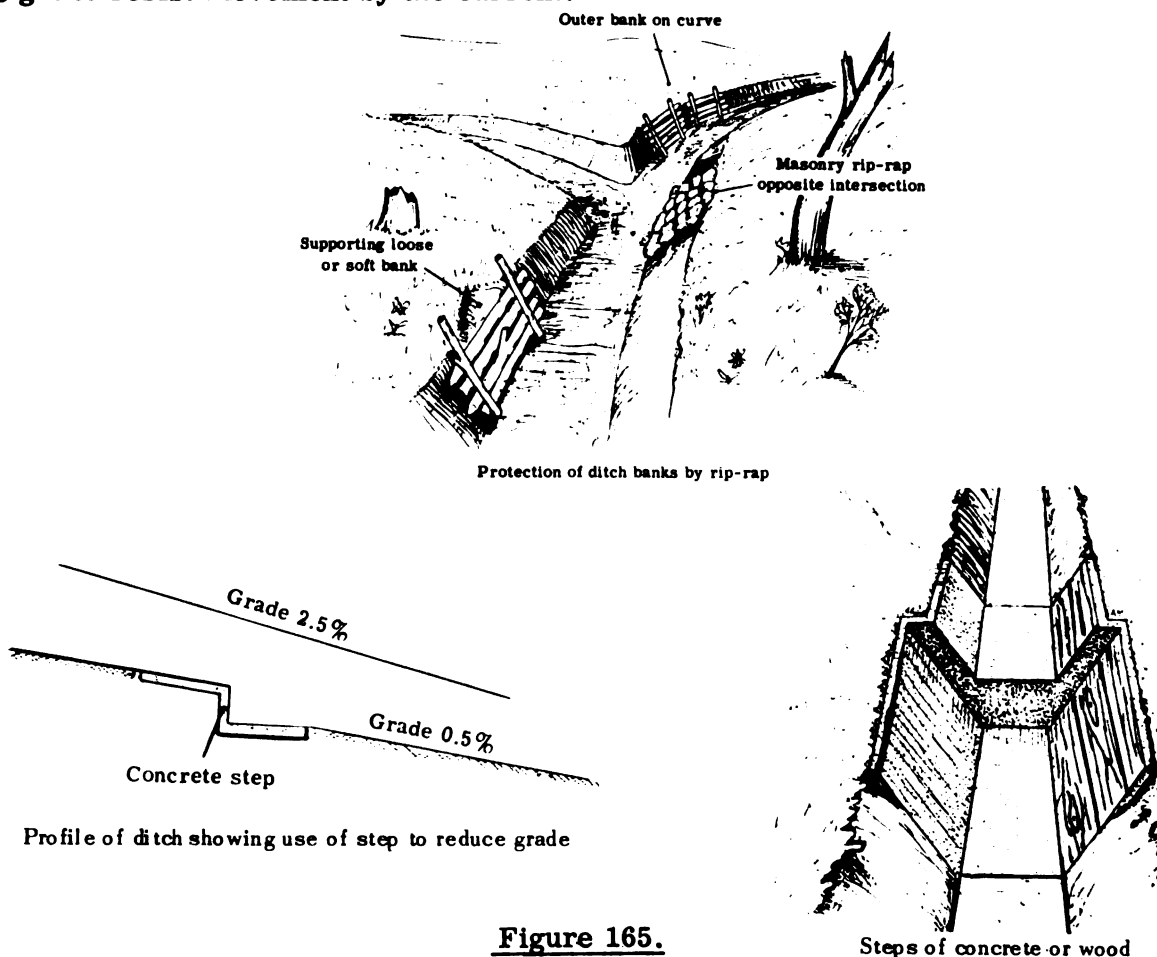 Outer bank on curve
Masonry rip-rap
opposite intersection
Supporting loose
or soft bank
Protection of ditch banks by rip-rap
Grade 2.5%
Grade 0.5%
Concrete step
Profile of ditch showing use of step to reduce grade
Figure 165.
Steps of concrete or wood